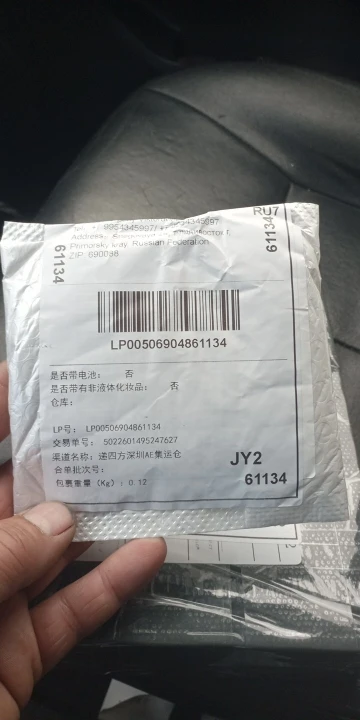 RU7
Primorsky kray, Russian Federation
ZIP: 690088
61134
61134
LP00506904861134
是否带电池： 否
是否带有非液体化妆品： 否
仓库：
LP号： LP00506904861134
交易单号： 5022601495247627
渠道名称：递四方深圳AE集运仓
合单批次号：
包裹重量（Kg）：0.12
JY2
61134